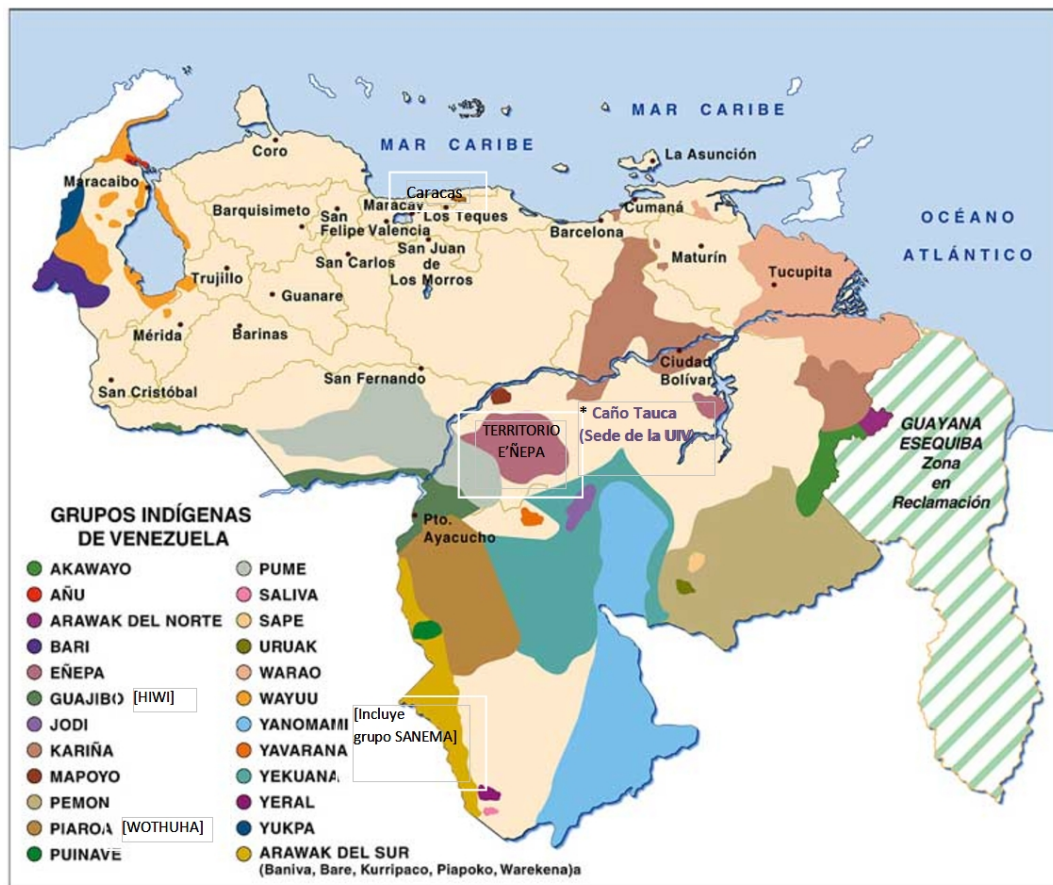 MAR CARIBE
MAR CARIBE
Coro
La Asunción
Maracaibo
Caracas
Barquisimeto
San
Felipe
Maracay
Valencia
Los Teques
Cumaná
Barcelona
OCÉANO
ATLÁNTICO
San Carlos
San Juan
de
Los Morros
Maturín
Trujillo
Tucupita
Guanare
Mérida
Barinas
San Cristóbal
San Fernando
Ciudad
Bolívar
* Caño Tauca
(Sede de la UIV)
TERRITORIO
E'ÑEPA
GUAYANA
ESEQUIBA
Zona
en
Reclamación
Pto.
Ayacucho
GRUPOS INDÍGENAS
DE VENEZUELA
AKAWAYO
AÑU
ARAWAK DEL NORTE
BARI
EÑEPA
GUAJIBO [HIWI]
JODI
KARIÑA
MAPOYO
PEMON
PIAROA [WOTHUHA]
PUINAVE
PUME
SALIVA
SAPE
URUAK
WARAO
WAYUU
YANOMAMI [Incluye
grupo SANEMA]
YAVARANA
YEKUANA
YERAL
YUKPA
ARAWAK DEL SUR
(Baniva, Bare, Kurripaco, Piapoko, Warekena)a